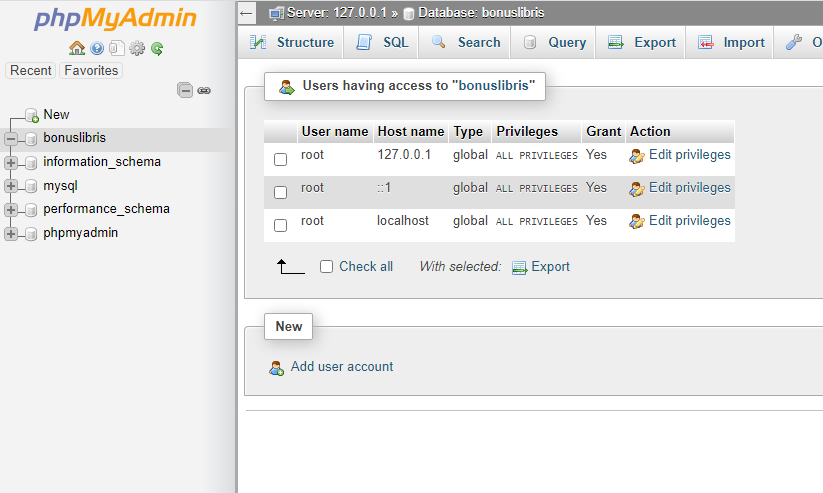 phpMyAdmin
Recent Favorites
New
bonuslibris
information_schema
mysql
performance_schema
phpmyadmin
Server: 127.0.0.1 » Database: bonuslibris
Structure SQL Search Query Export Import O
Users having access to "bonuslibris"
User name Host name Type Privileges Grant Action
root 127.0.0.1 global ALL PRIVILEGES Yes Edit privileges
root ::1 global ALL PRIVILEGES Yes Edit privileges
root localhost global ALL PRIVILEGES Yes Edit privileges
Check all With selected: Export
New
Add user account